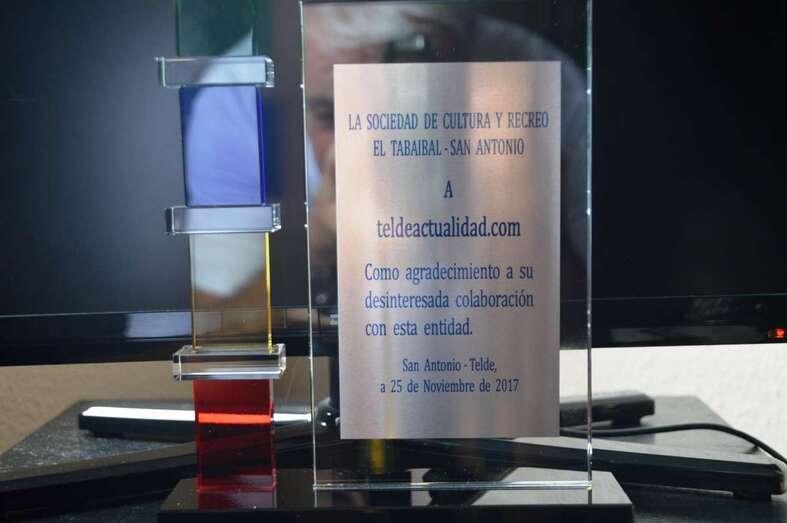 LA SOCIEDAD DE CULTURA Y RECREO
EL TABAIBAL - SAN ANTONIO
A
teldeactualidad.com
Como agradecimiento a su
desinteresada colaboración
con esta entidad.
San Antonio - Telde,
a 25 de Noviembre de 2017